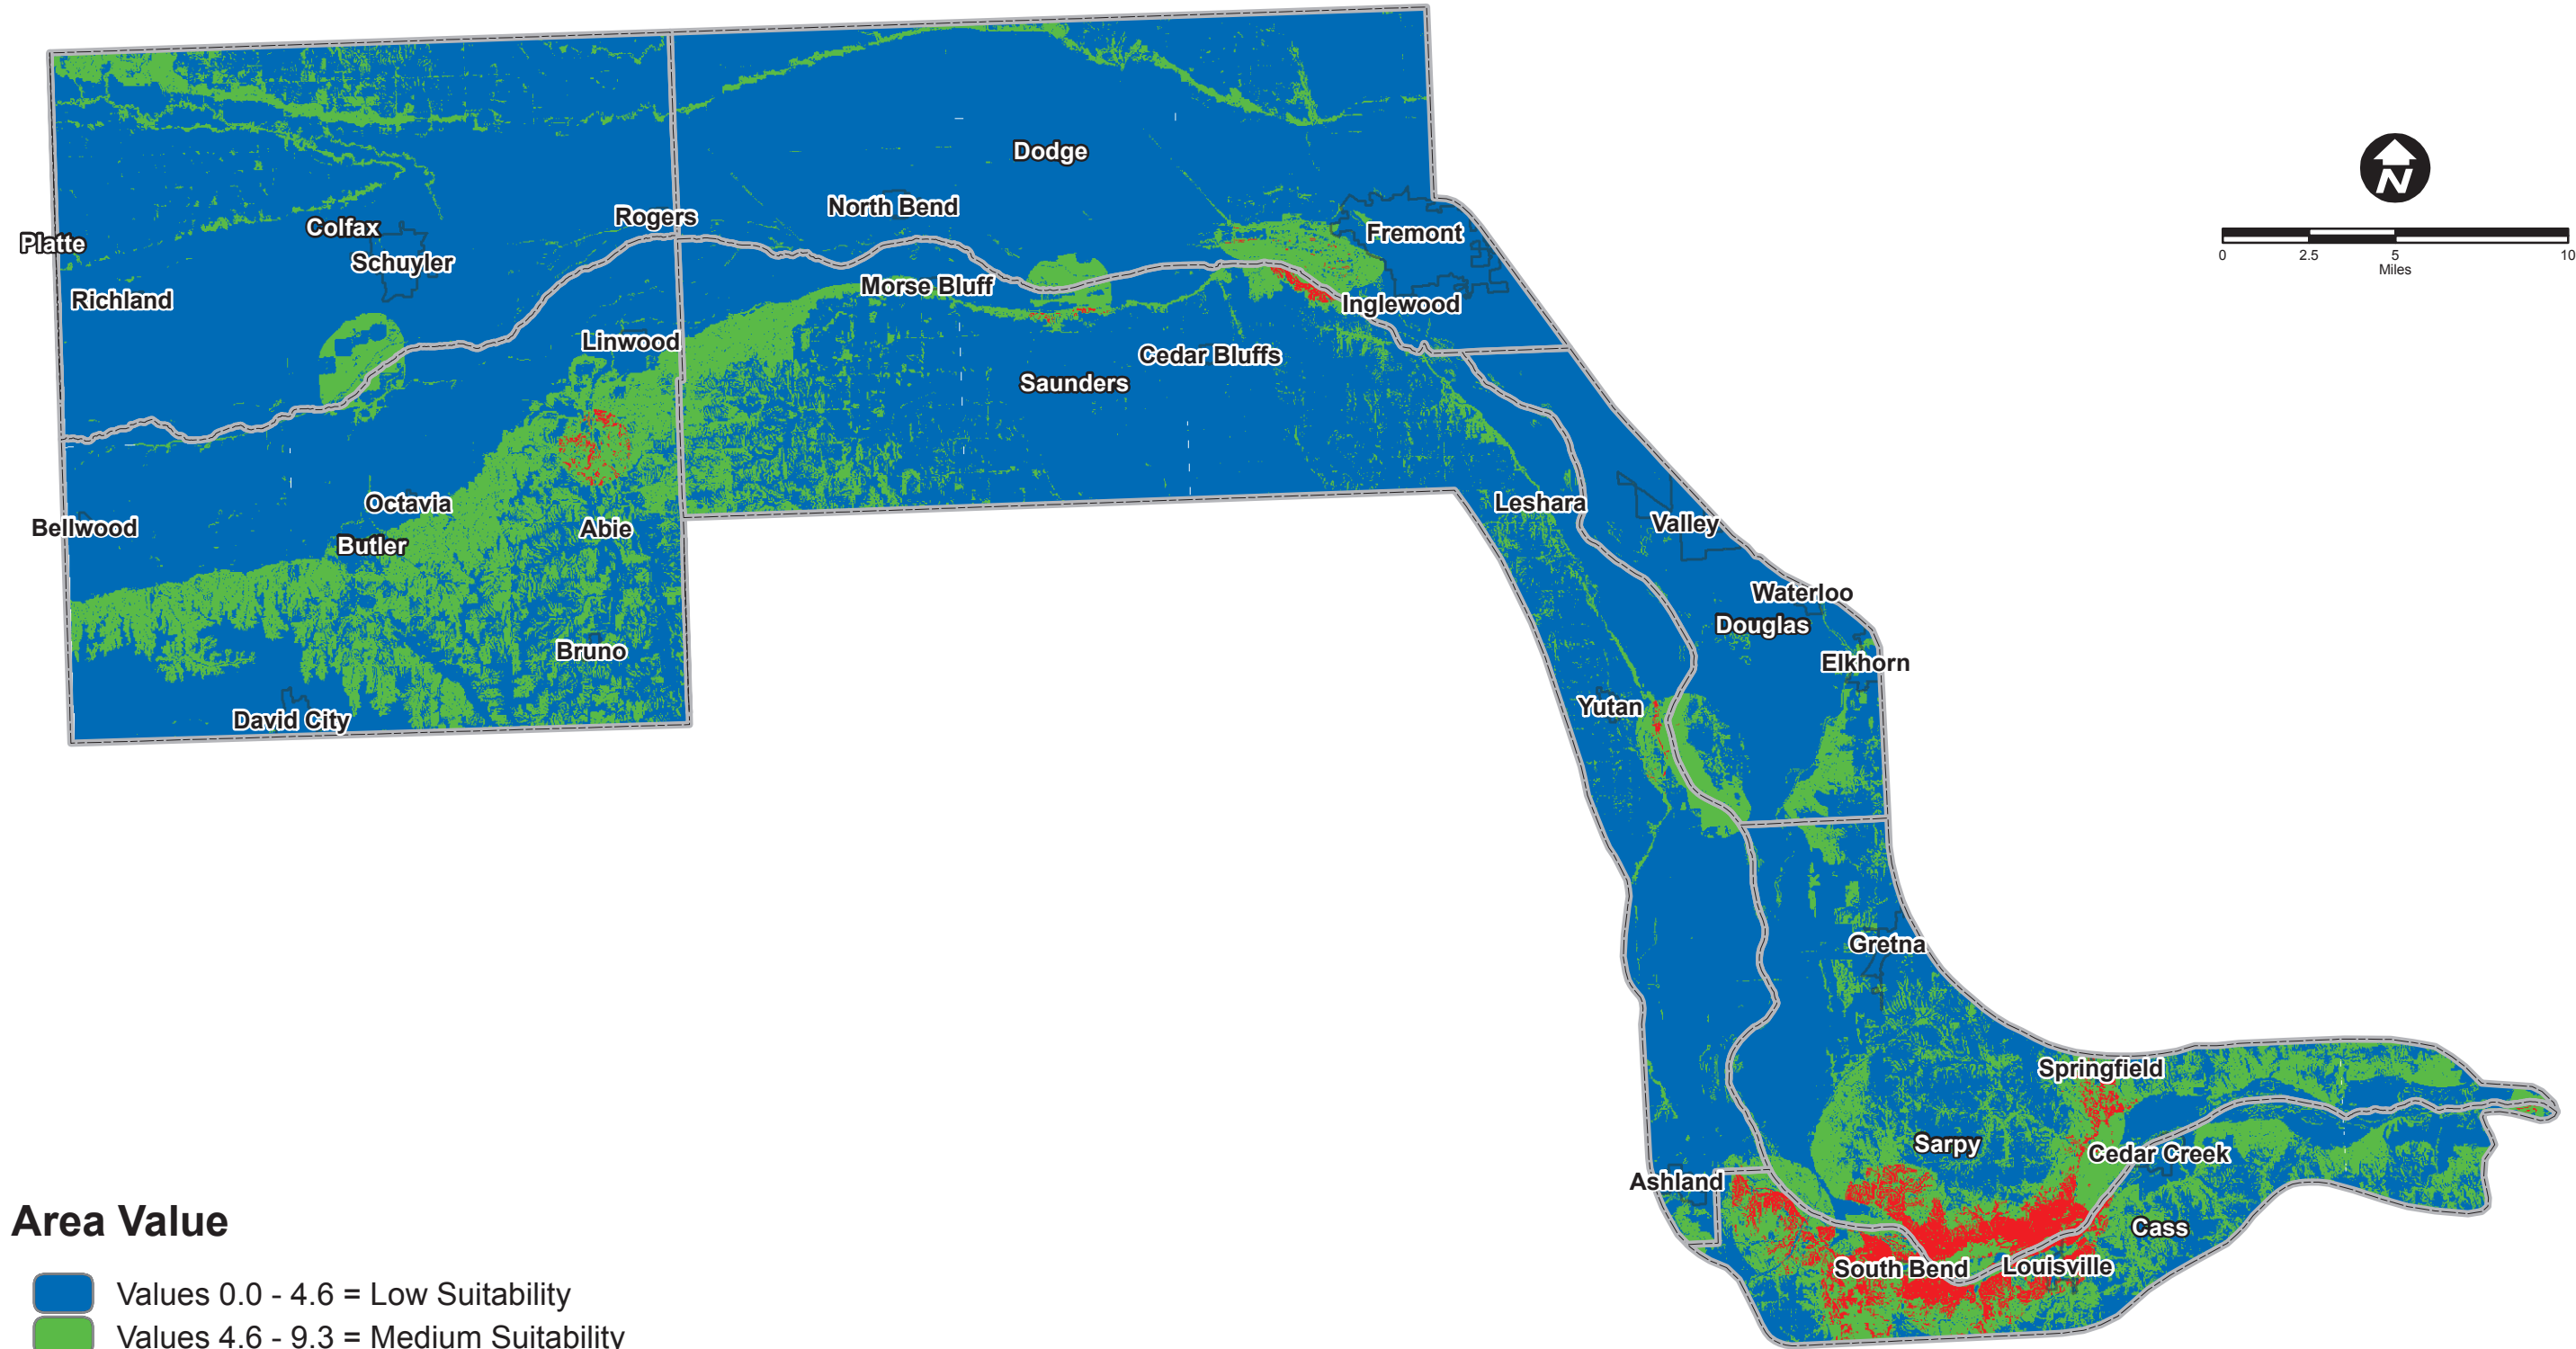 Dodge
North Bend
Rogers
Colfax
Fremont
Platte
Schuyler
Richland
Morse Bluff
Inglewood
Linwood
Cedar Bluffs
Saunders
Octavia
Leshara
Bellwood
Abie
Valley
Butler
Waterloo
Douglas
Bruno
Elkhorn
Yutan
David City
Gretna
Springfield
Sarpy
Cedar Creek
Ashland
Cass
South Bend
Louisville
N
0 2.5 5 10
Miles
Area Value
Values 0.0 - 4.6 = Low Suitability
Values 4.6 - 9.3 = Medium Suitability